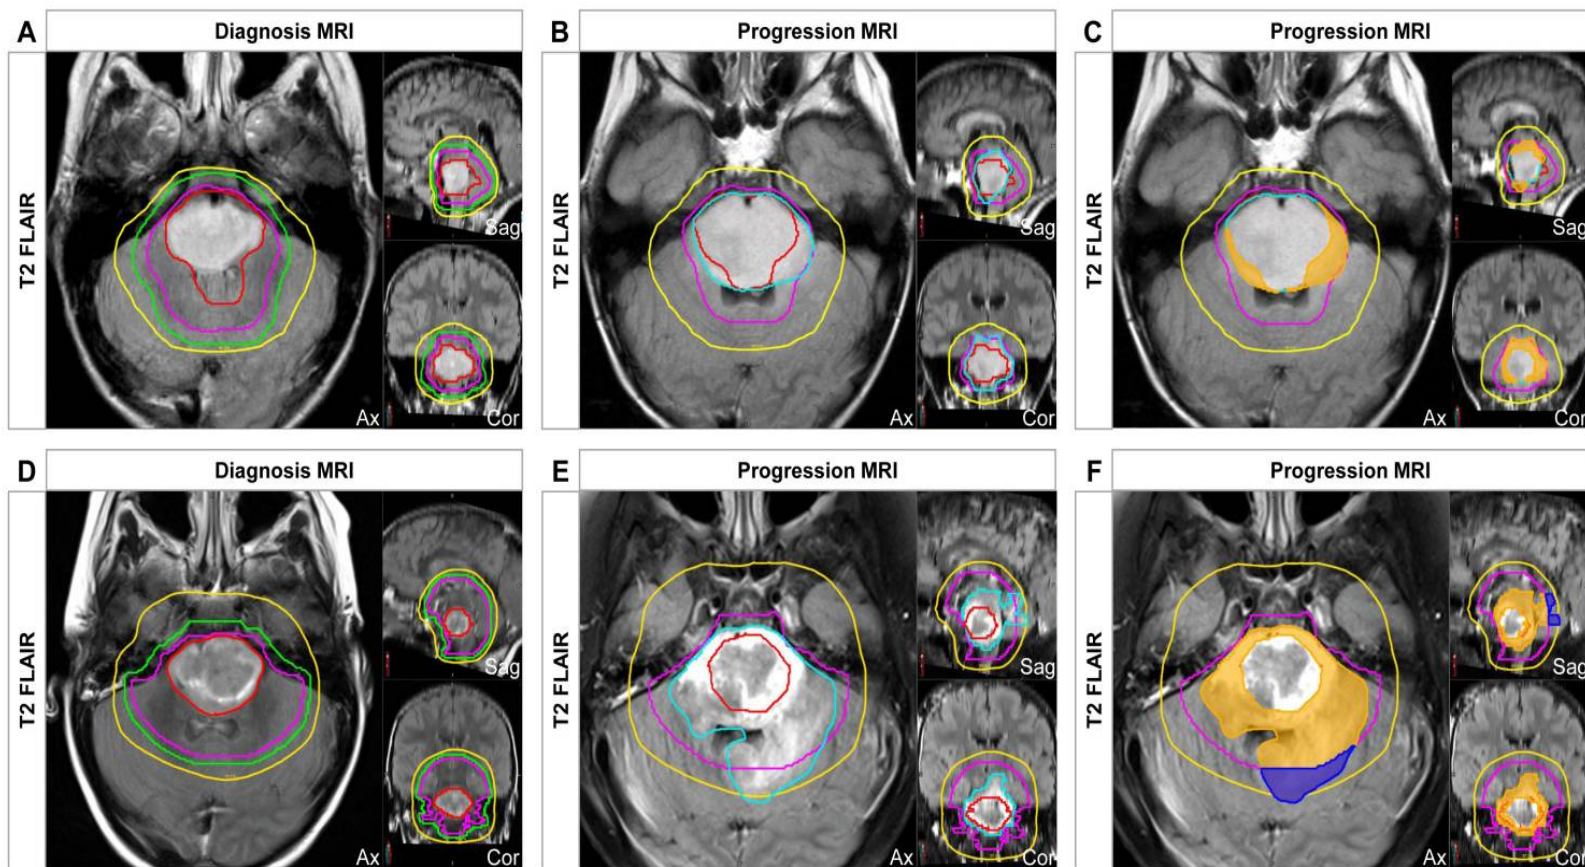 A
Diagnosis MRI
T2 FLAIR
Sag
Ax
Cor
B
Progression MRI
T2 FLAIR
Sag
Ax
Cor
C
Progression MRI
T2 FLAIR
Sag
Ax
Cor
D
Diagnosis MRI
T2 FLAIR
Sag
Ax
Cor
E
Progression MRI
T2 FLAIR
Sag
Ax
Cor
F
Progression MRI
T2 FLAIR
Sag
Ax
Cor